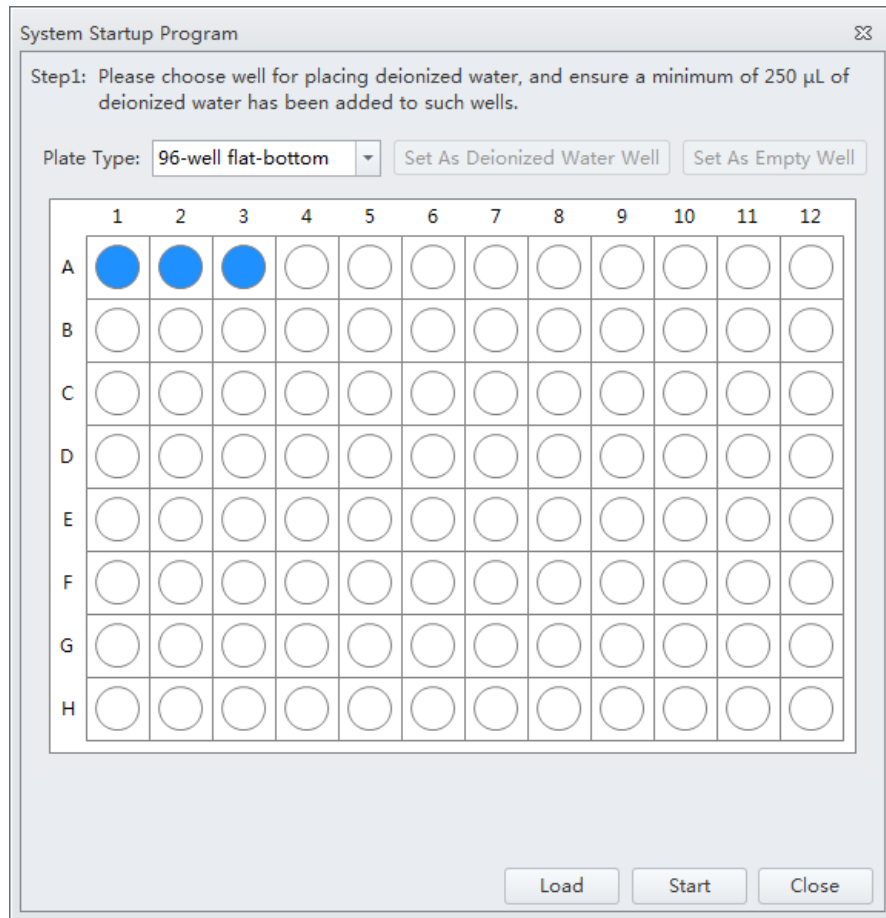 System Startup Program
Step1: Please choose well for placing deionized water, and ensure a minimum of 250 μL of
deionized water has been added to such wells.
Plate Type: 96-well flat-bottom Set As Deionized Water Well Set As Empty Well
1 2 3 4 5 6 7 8 9 10 11 12
A
B
C
D
E
F
G
H
Load Start Close